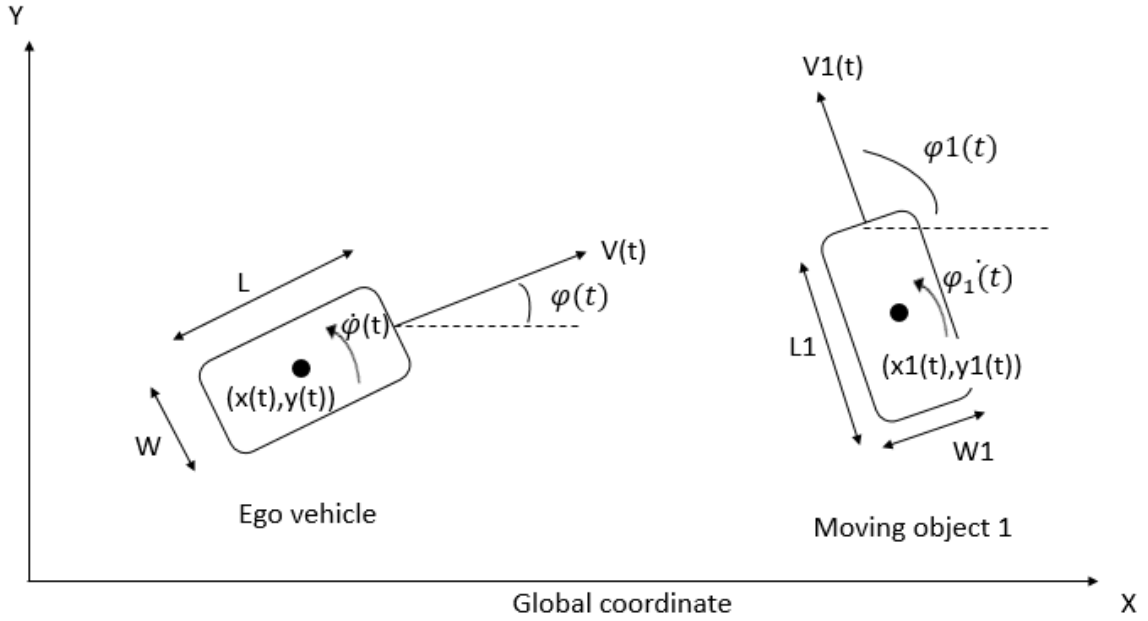 Y
V1(t)
φ1(t)
V(t)
L
φ(t)
φ̇(t)
φ̇₁(t)
L1
(x(t),y(t))
(x1(t),y1(t))
W
W1
Ego vehicle
Moving object 1
Global coordinate
X